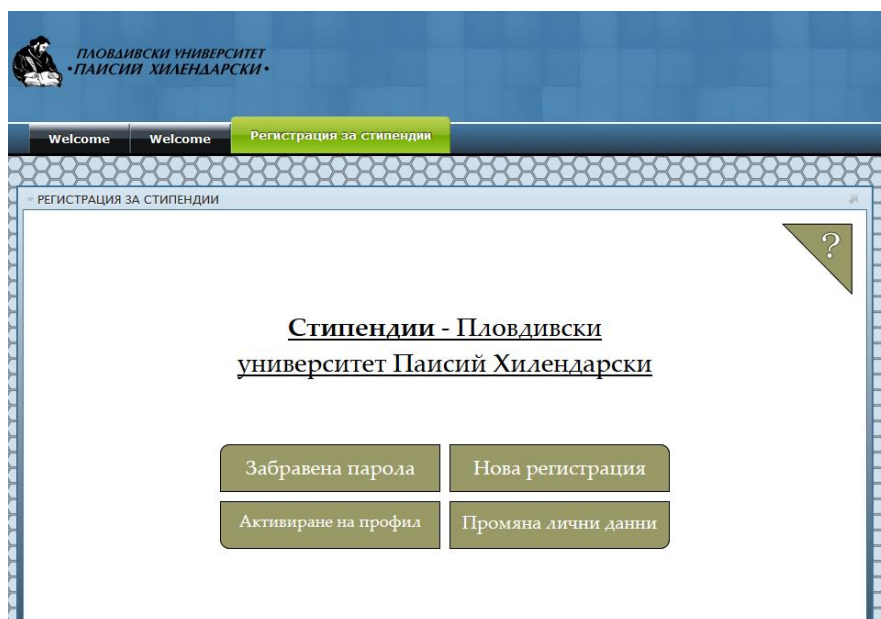 ПЛОВДИВСКИ УНИВЕРСИТЕТ
•ПАИСИЙ ХИЛЕНДАРСКИ•
Welcome
Welcome
Регистрация за стипендии
РЕГИСТРАЦИЯ ЗА СТИПЕНДИИ
?
Стипендии - Пловдивски
университет Паисий Хилендарски
Забравена парола
Нова регистрация
Активиране на профил
Промяна лични данни